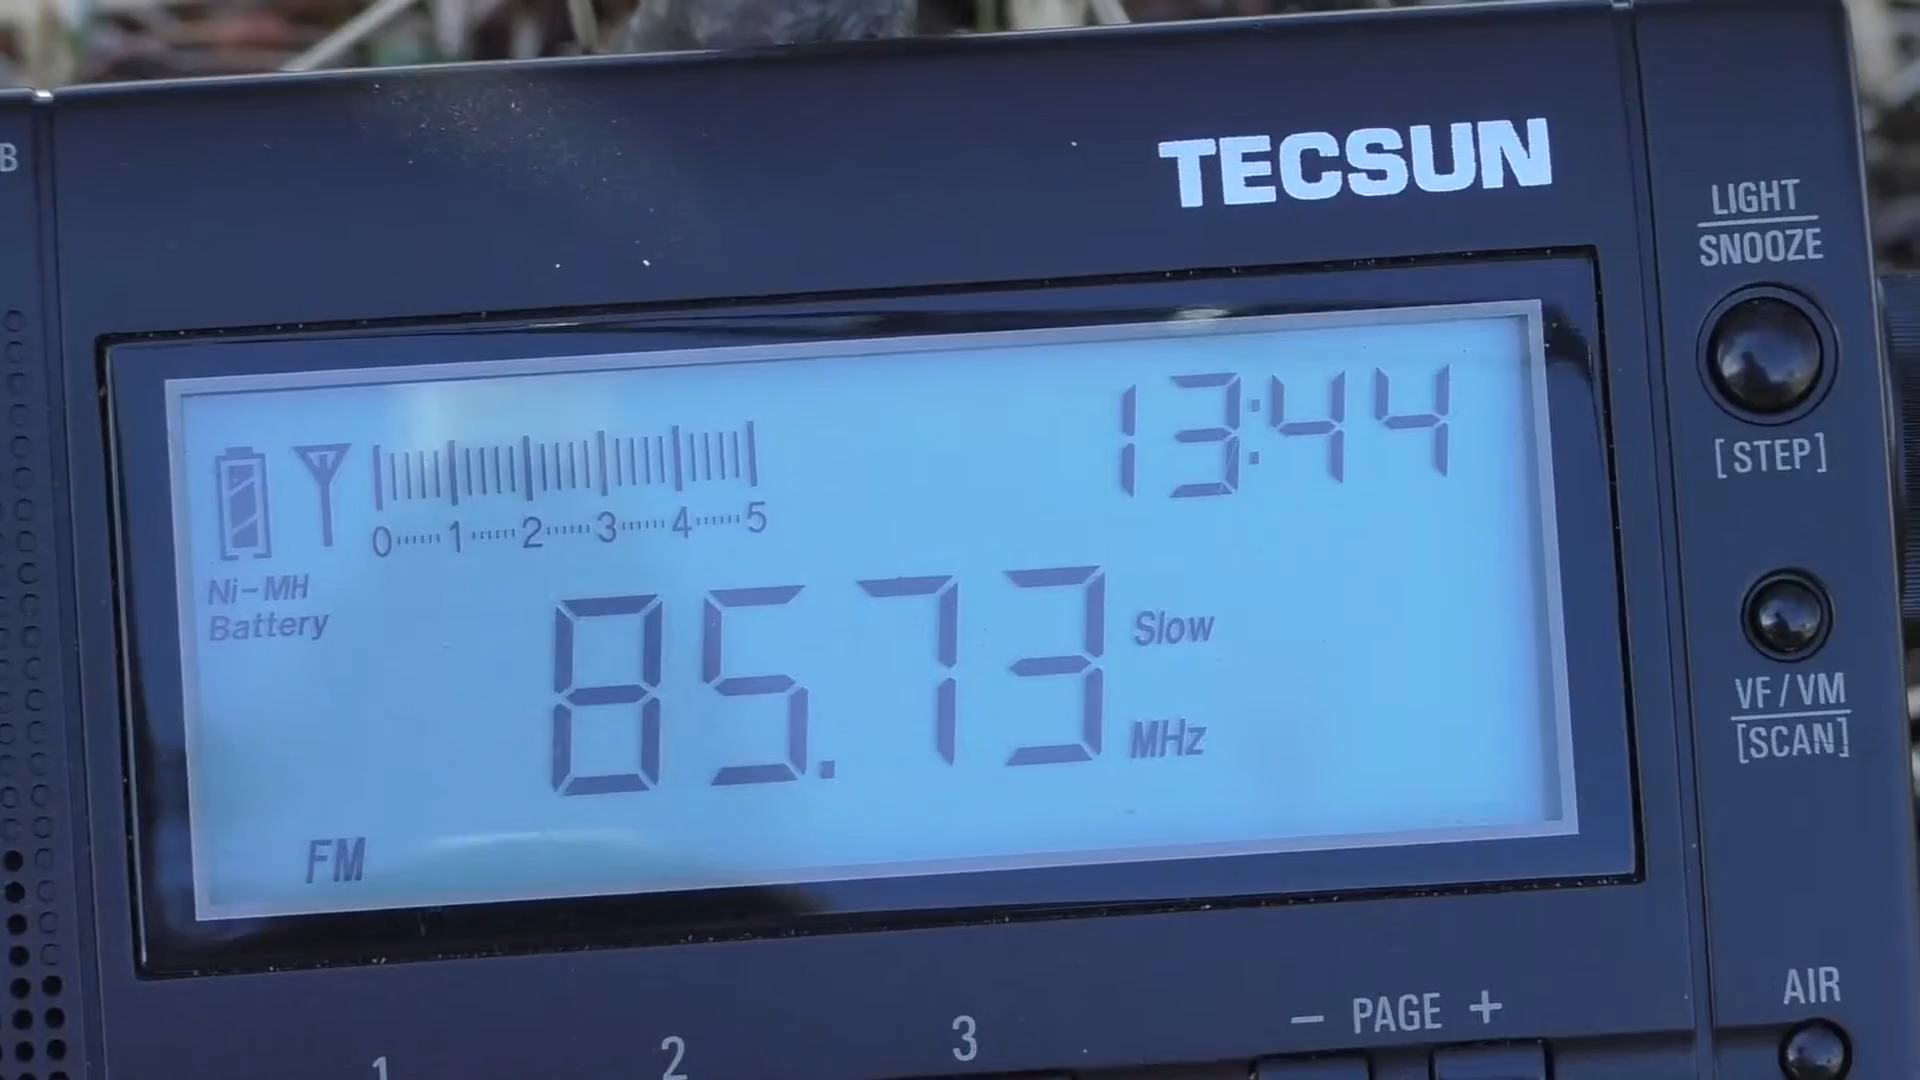 B
TECSUN
LIGHT
SNOOZE
[STEP]
13:44
0 1 2 3 4 5
Ni-MH
Battery
85.73
Slow
MHz
VF/VM
[SCAN]
FM
AIR
1 2 3 - PAGE +